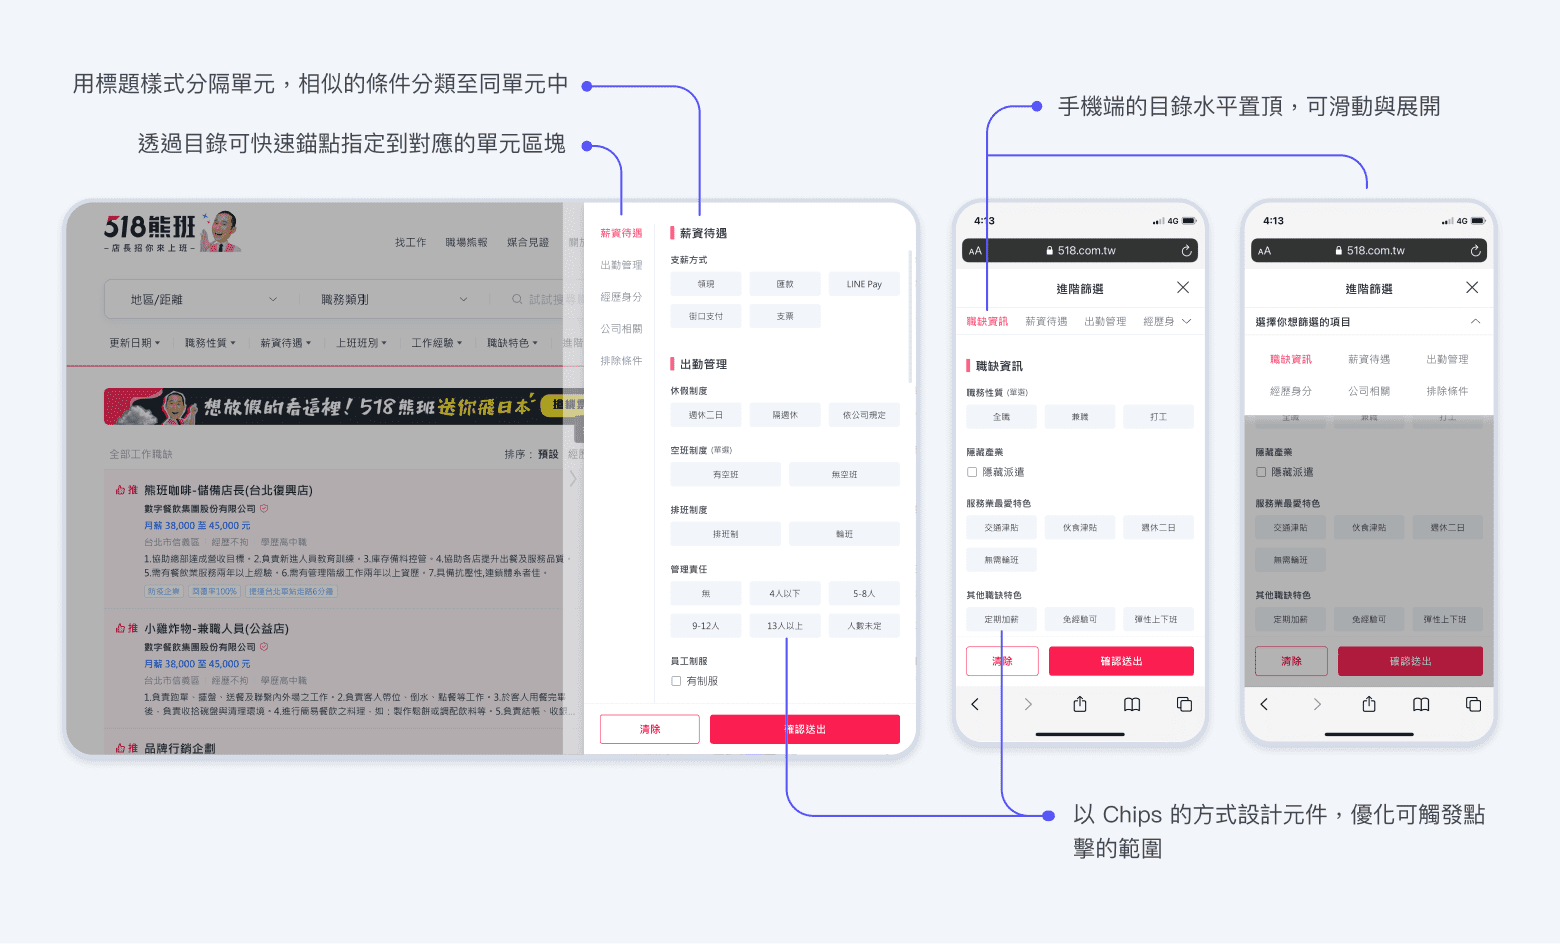 用標題樣式分隔單元，相似的條件分類至同單元中
透過目錄可快速錨點指定到對應的單元區塊
手機端的目錄水平置頂，可滑動與展開
518熊班
–店長招你來上班–
找工作 職場熊報 媒合見證
地區/距離 職務類別 試試搜尋
更新日期 職務性質 薪資待遇 上班班別 工作經驗 職缺特色 進階
想放假的看這裡！518熊班送你飛日本
全部工作職缺
排序： 預設
推 熊班咖啡-儲備店長(台北復興店)
數字餐飲集團股份有限公司
月薪 38,000 至 45,000 元
台北市信義區 經歷不拘 學歷高中職
1.協助總部達成營收目標。2.負責新進人員教育訓練。3.庫存備料控管。4.協助各店提升出餐及服務品質。
5.需有餐飲業服務兩年以上經驗。6.需有管理階級工作兩年以上資歷。7.具備抗壓性,連鎖體系者佳。
防疫企業 回覆率100% 捷運台北車站走路6分鐘
推 小雞炸物-兼職人員(公益店)
數字餐飲集團股份有限公司
月薪 38,000 至 45,000 元
台北市信義區 經歷不拘 學歷高中職
1.負責跑單、擺盤、送餐及聯繫內外場之工作。2.負責客人帶位、倒水、點餐等工作。3.於客人用餐完畢
後，負責收拾碗盤與清理環境。4.進行簡易餐飲之料理，如：製作鬆餅或調配飲料等。5.負責結帳、收銀...
推 品牌行銷企劃
薪資待遇
出勤管理
經歷身分
公司相關
排除條件
薪資待遇
支薪方式
領現 匯款 LINE Pay
街口支付 支票
出勤管理
休假制度
週休二日 隔週休 依公司規定
空班制度 (單選)
有空班 無空班
排班制度
排班制 輪班
管理責任
無 4人以下 5-8人
9-12人 13人以上 人數未定
員工制服
有制服
清除 確認送出
4:13 4G
AA 518.com.tw
進階篩選
職缺資訊 薪資待遇 出勤管理 經歷身
職缺資訊
職務性質 (單選)
全職 兼職 打工
隱藏產業
隱藏派遣
服務業最愛特色
交通津貼 伙食津貼 週休二日
無需輪班
其他職缺特色
定期加薪 免經驗可 彈性上下班
清除 確認送出
4:13 4G
AA 518.com.tw
進階篩選
選擇你想篩選的項目
職缺資訊 薪資待遇 出勤管理
經歷身分 公司相關 排除條件
全職 兼職 打工
隱藏產業
隱藏派遣
服務業最愛特色
交通津貼 伙食津貼 週休二日
無需輪班
其他職缺特色
定期加薪 免經驗可 彈性上下班
清除 確認送出
以 Chips 的方式設計元件，優化可觸發點
擊的範圍